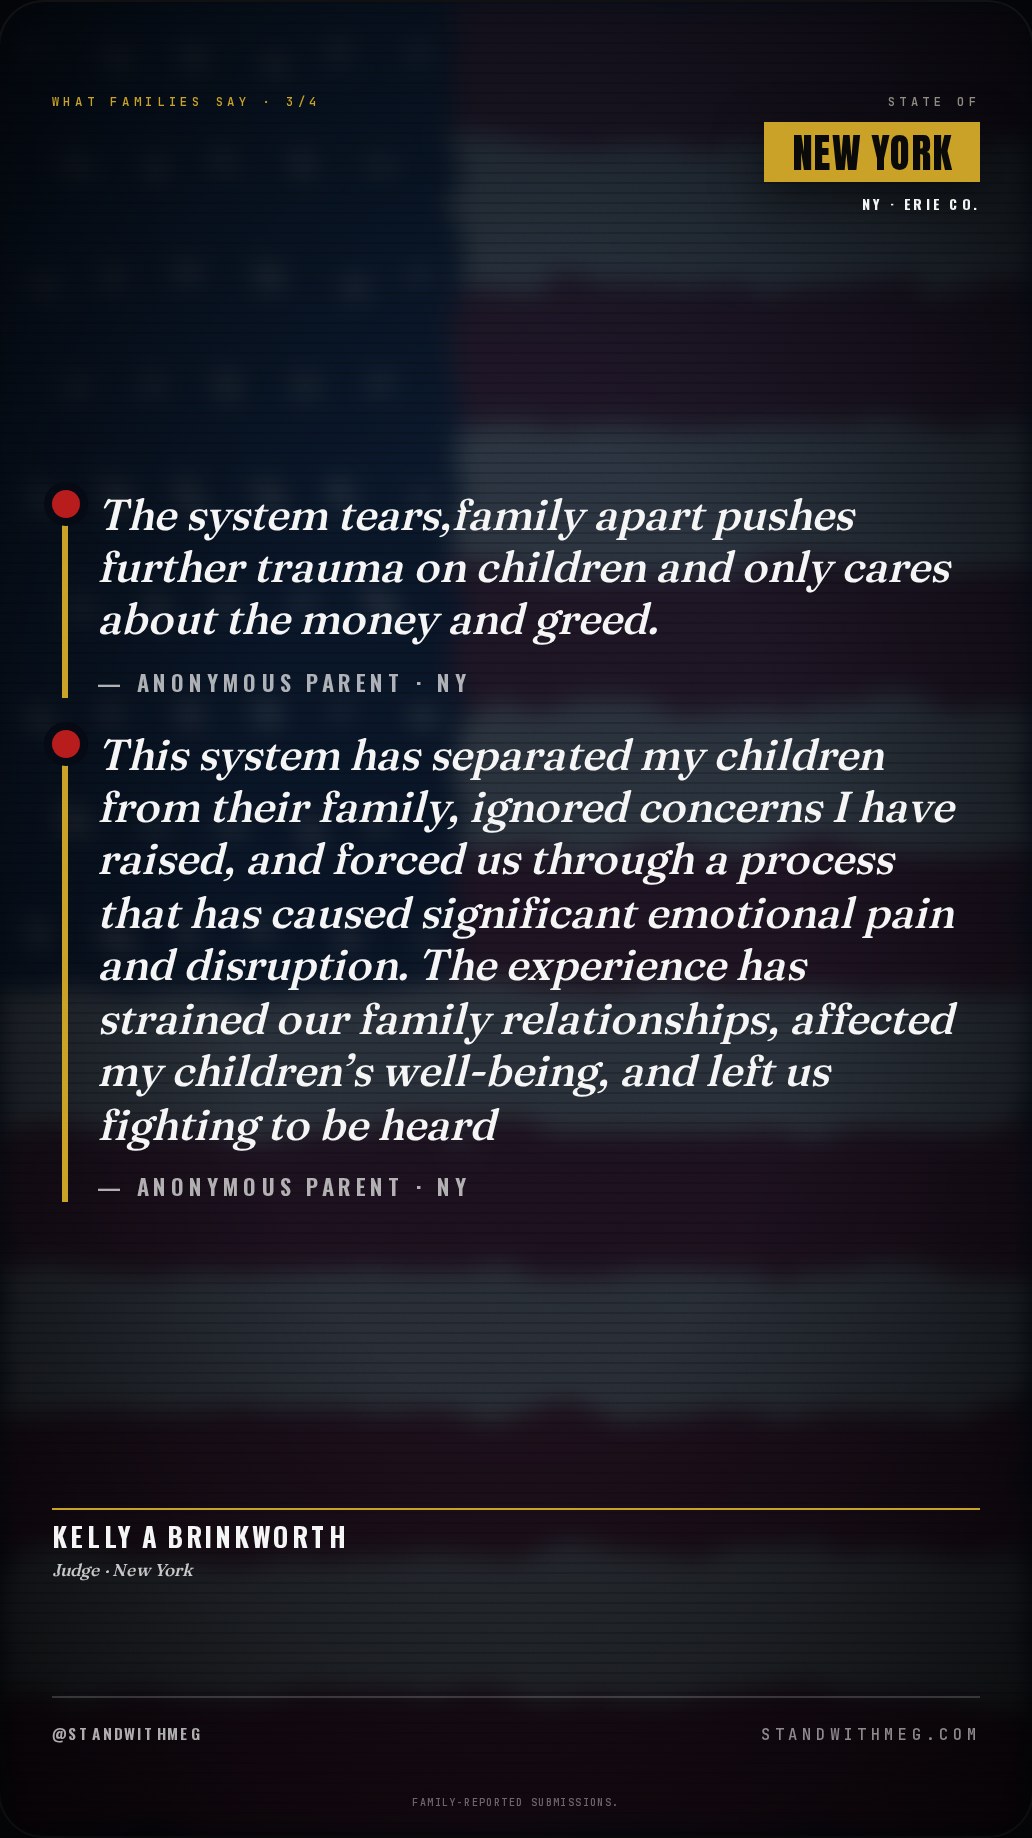 WHAT FAMILIES SAY · 3/4
STATE OF
NEW YORK
NY · ERIE CO.
The system tears,family apart pushes
further trauma on children and only cares
about the money and greed.
— ANONYMOUS PARENT · NY
This system has separated my children
from their family, ignored concerns I have
raised, and forced us through a process
that has caused significant emotional pain
and disruption. The experience has
strained our family relationships, affected
my children’s well-being, and left us
fighting to be heard
— ANONYMOUS PARENT · NY
KELLY A BRINKWORTH
Judge · New York
@STANDWITHMEG
STANDWITHMEG.COM
FAMILY-REPORTED SUBMISSIONS.